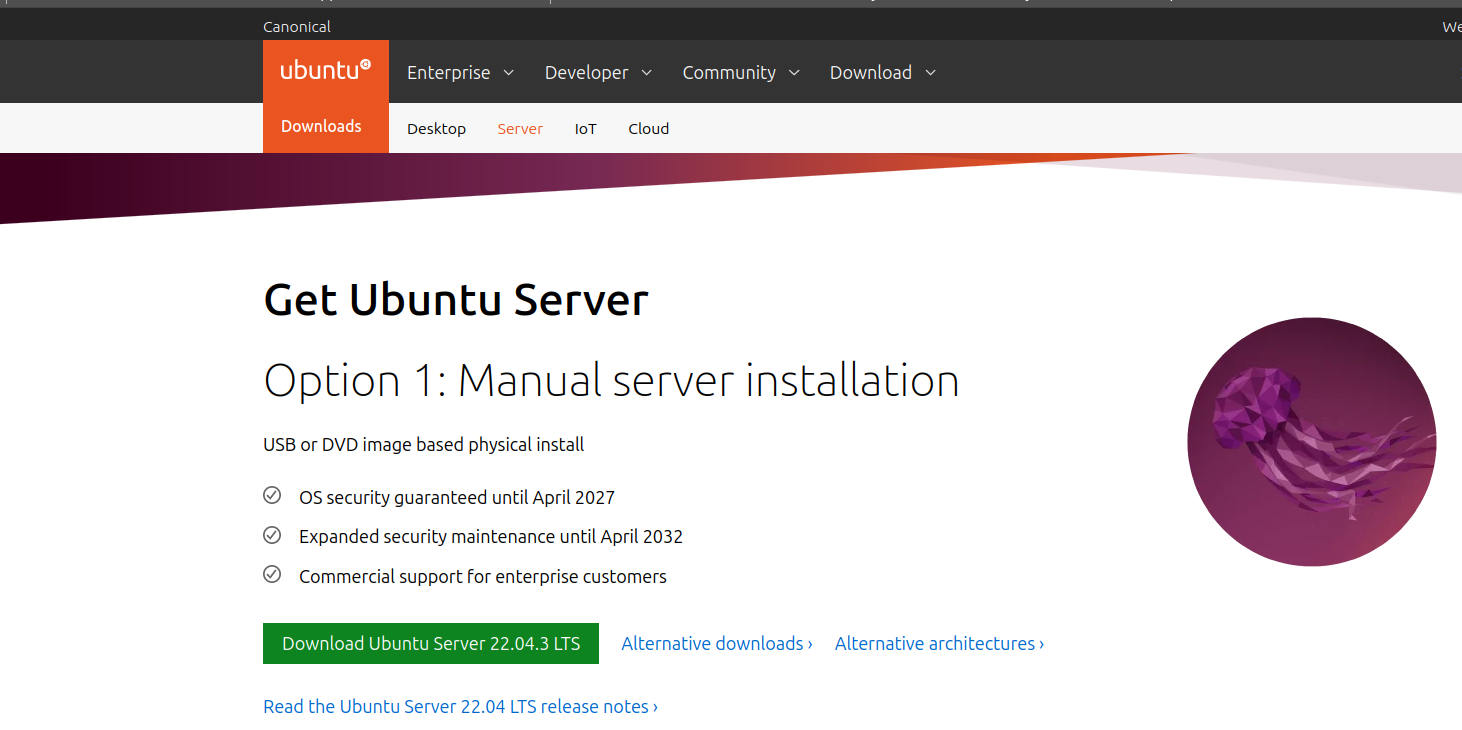 Canonical
ubuntu
Enterprise Developer Community Download
Downloads Desktop Server IoT Cloud
Get Ubuntu Server
Option 1: Manual server installation
USB or DVD image based physical install
OS security guaranteed until April 2027
Expanded security maintenance until April 2032
Commercial support for enterprise customers
Download Ubuntu Server 22.04.3 LTS Alternative downloads › Alternative architectures ›
Read the Ubuntu Server 22.04 LTS release notes ›